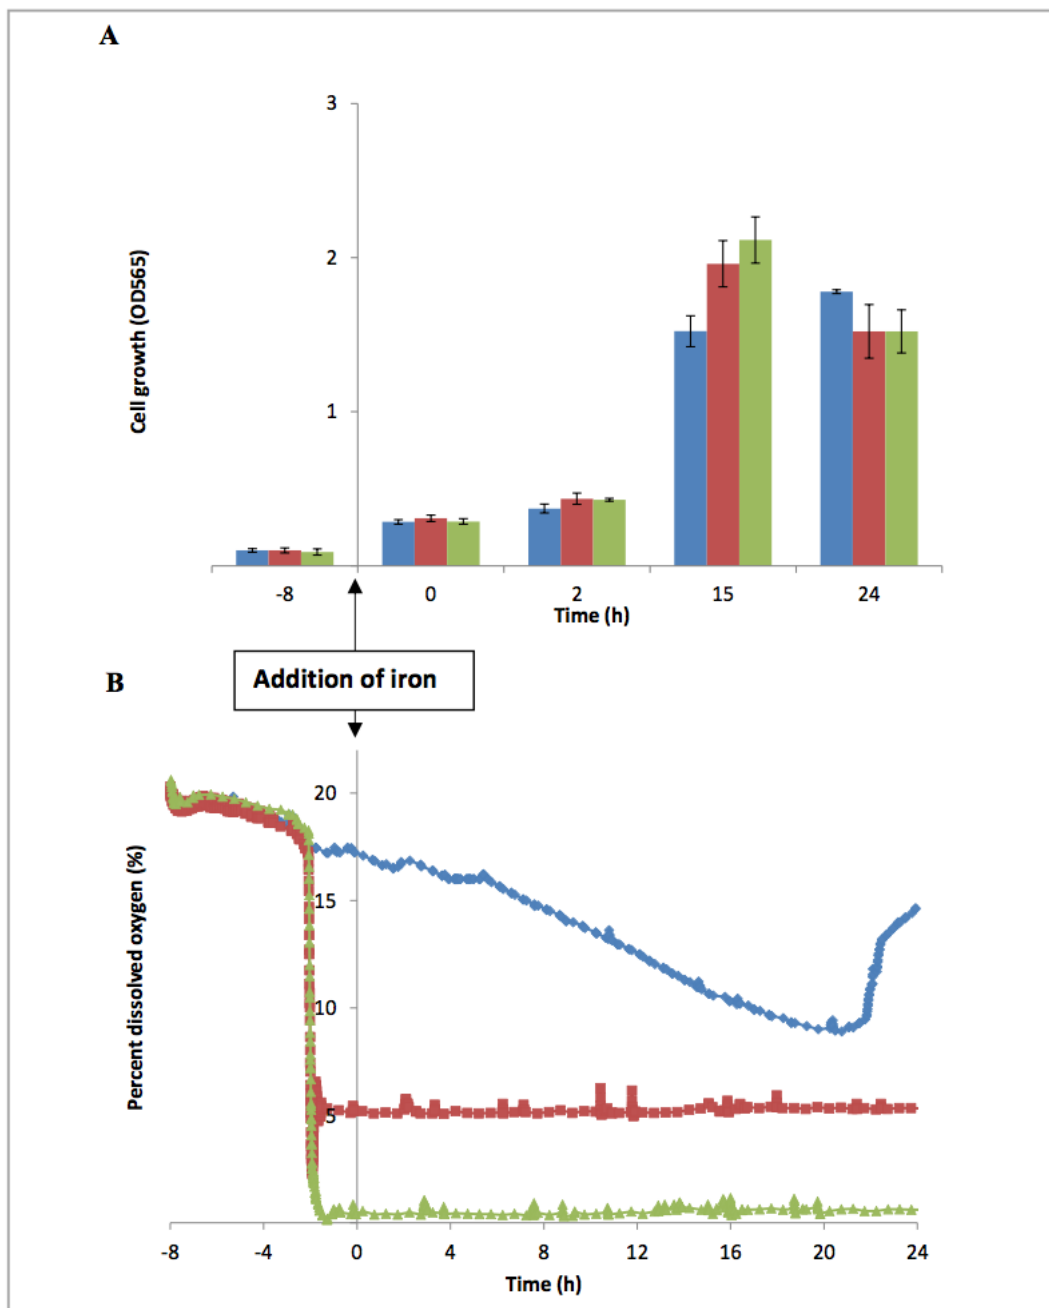 A
3
2
1
Cell growth (OD565)
-8 0 2 15 24
Time (h)
Addition of iron
B
20
15
10
5
Percent dissolved oxygen (%)
-8 -4 0 4 8 12 16 20 24
Time (h)